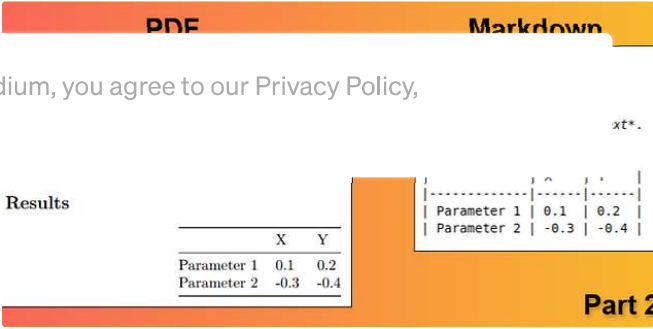 PDF
Markdown
dium, you agree to our Privacy Policy,
xt*.
Results
X Y
Parameter 1 0.1 0.2
Parameter 2 -0.3 -0.4
|-------------|------|------|
| Parameter 1 | 0.1 | 0.2 |
| Parameter 2 | -0.3 | -0.4 |
Part 2